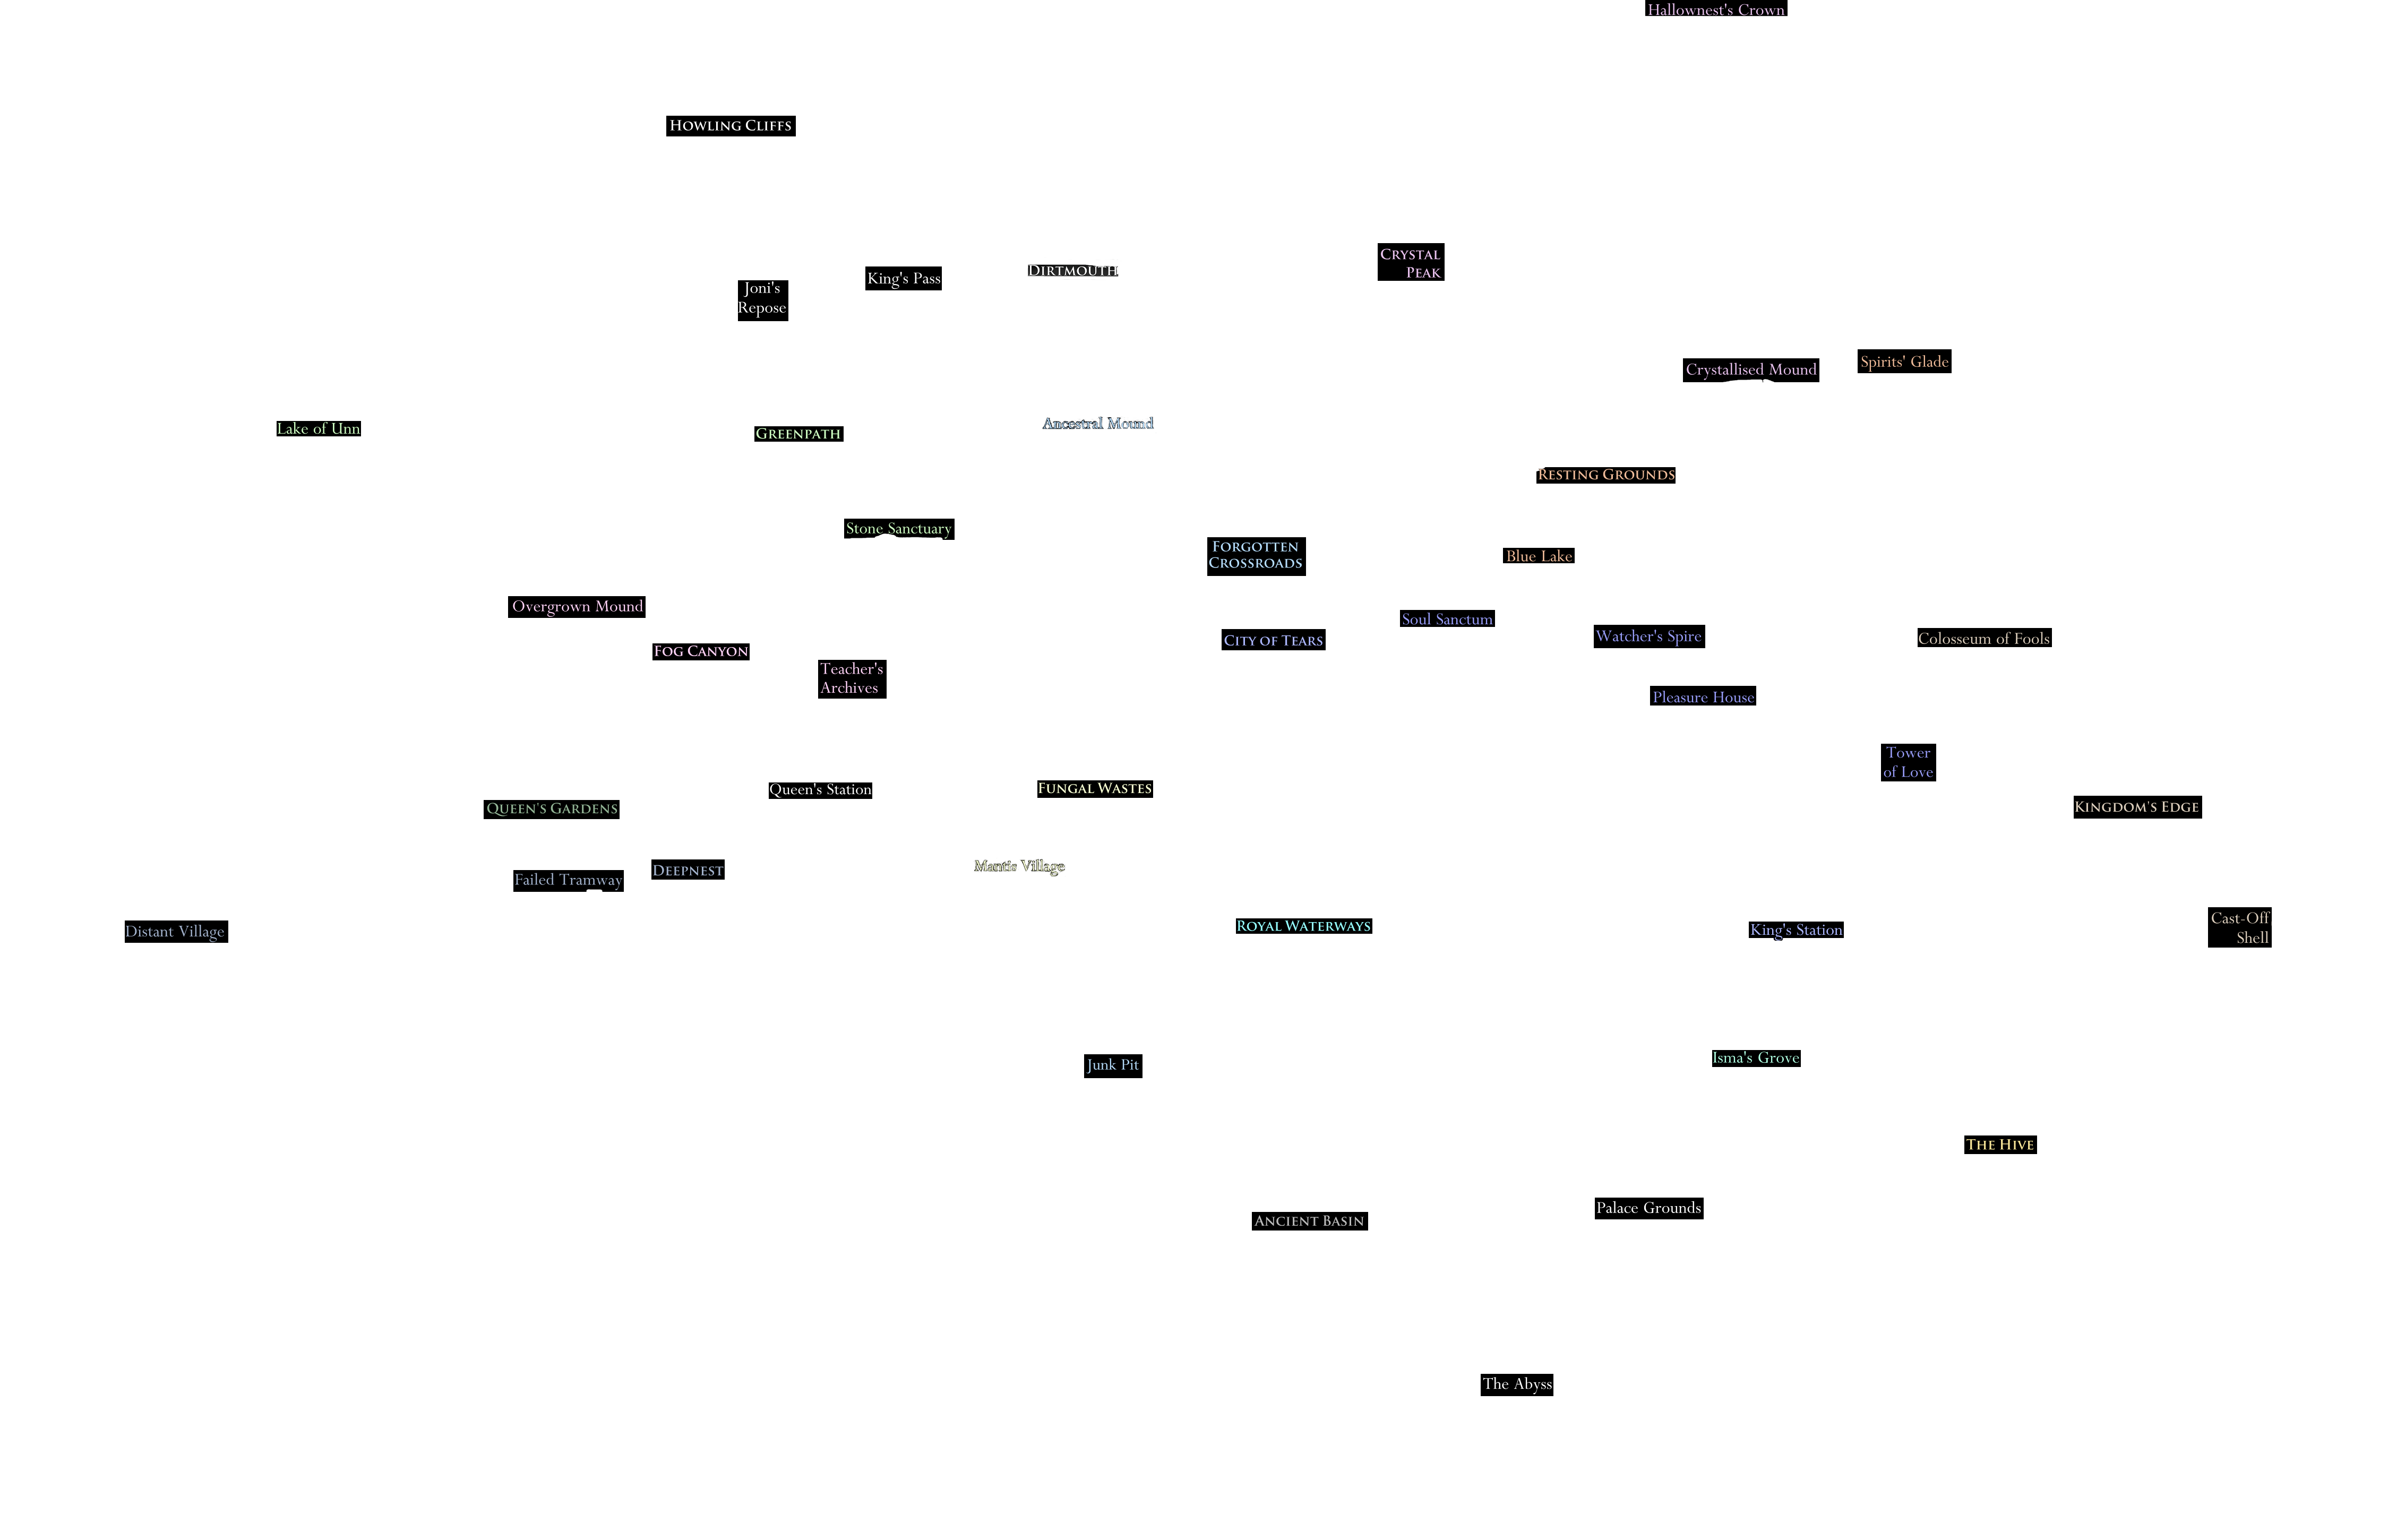 Hallownest's Crown
HOWLING CLIFFS
CRYSTAL
PEAK
DIRTMOUTH
King's Pass
Joni's
Repose
Spirits' Glade
Crystallised Mound
Ancestral Mound
Lake of Unn
GREENPATH
RESTING GROUNDS
Stone Sanctuary
FORGOTTEN
CROSSROADS
Blue Lake
Overgrown Mound
Soul Sanctum
Watcher's Spire
Colosseum of Fools
CITY OF TEARS
FOG CANYON
Teacher's
Archives
Pleasure House
Tower
of Love
Queen's Station
FUNGAL WASTES
KINGDOM'S EDGE
QUEEN'S GARDENS
Mantis Village
DEEPNEST
Failed Tramway
Cast-Off
Shell
ROYAL WATERWAYS
King's Station
Distant Village
Isma's Grove
Junk Pit
THE HIVE
Palace Grounds
ANCIENT BASIN
The Abyss